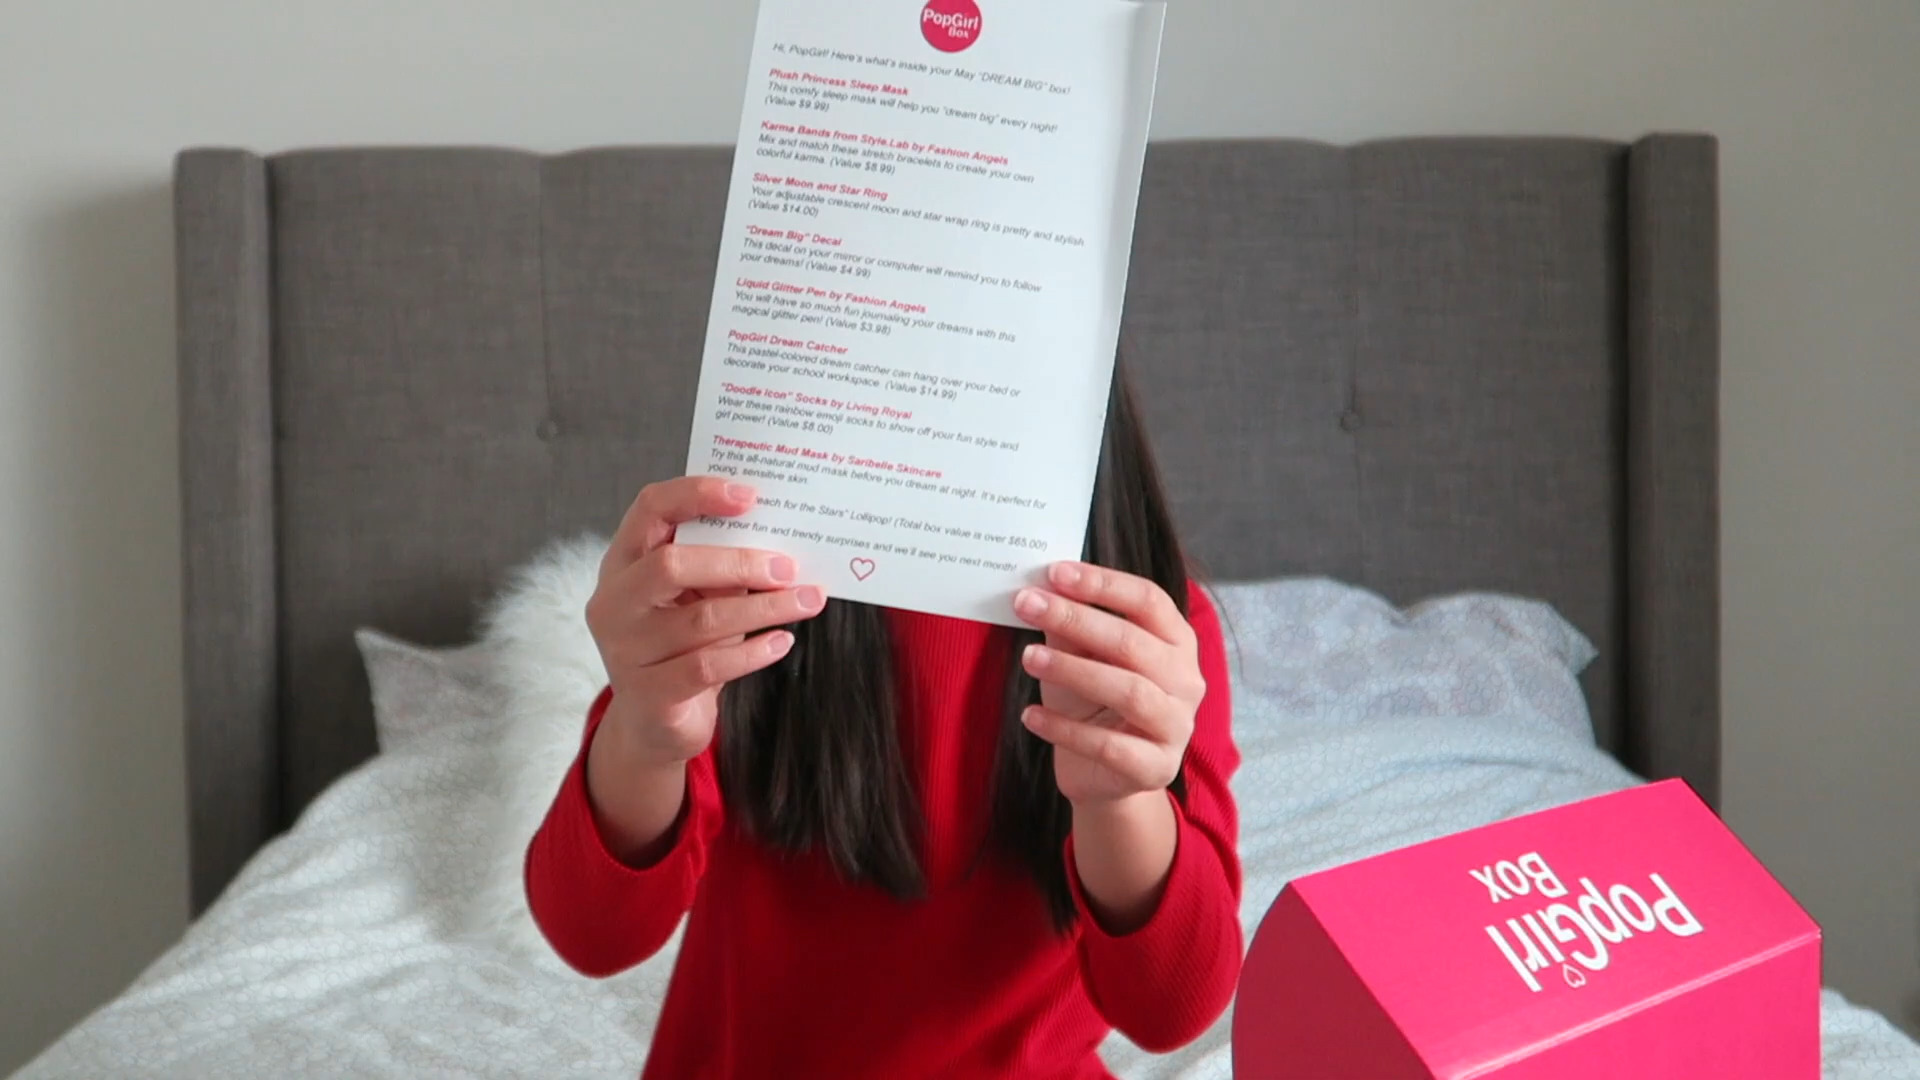 PopGirl
Box
Hi, PopGirl! Here's what's inside your May "DREAM BIG" box!
Plush Princess Sleep Mask
This comfy sleep mask will help you "dream big" every night!
(Value $9.99)
Karma Bands from Style.Lab by Fashion Angels
Mix and match these stretch bracelets to create your own
colorful karma. (Value $8.99)
Silver Moon and Star Ring
Your adjustable crescent moon and star wrap ring is pretty and stylish.
(Value $14.00)
"Dream Big" Decal
This decal on your mirror or computer will remind you to follow
your dreams! (Value $4.99)
Liquid Glitter Pen by Fashion Angels
You will have so much fun journaling your dreams with this
magical glitter pen! (Value $3.98)
PopGirl Dream Catcher
This pastel-colored dream catcher can hang over your bed or
decorate your school workspace. (Value $14.99)
"Doodle Icon" Socks by Living Royal
Wear these rainbow emoji socks to show off your fun style and
girl power! (Value $8.00)
Therapeutic Mud Mask by Saribelle Skincare
Try this all-natural mud mask before you dream at night. It's perfect for
young, sensitive skin.
each for the Stars" Lollipop! (Total box value is over $65.00!)
Enjoy your fun and trendy surprises and we'll see you next month!
PopGirl
Box